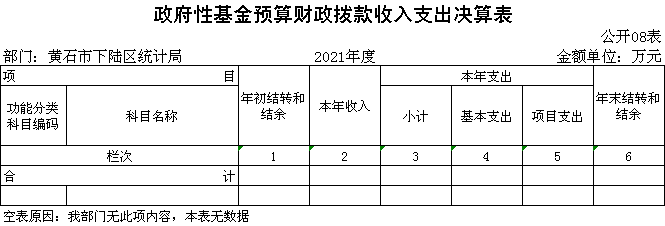 政府性基金预算财政拨款收入支出决算表
公开08表
部门：黄石市下陆区统计局 2021年度 金额单位：万元
项 目 年初结转和结余 本年收入 本年支出 年末结转和结余
功能分类科目编码 科目名称 小计 基本支出 项目支出
栏次 1 2 3 4 5 6
合 计
空表原因：我部门无此项内容，本表无数据